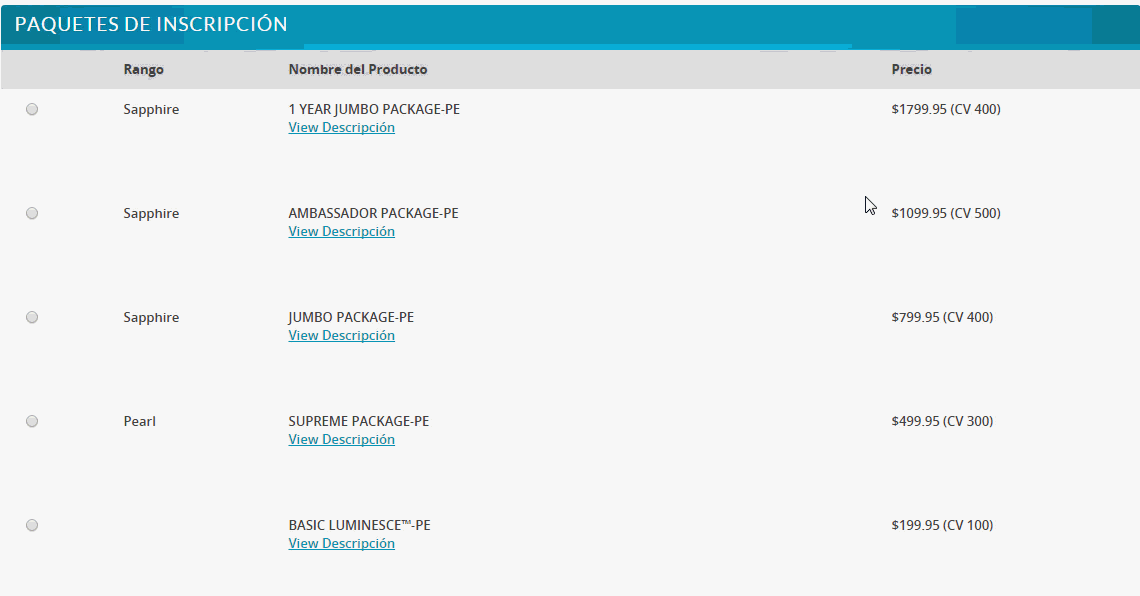 PAQUETES DE INSCRIPCIÓN
Rango Nombre del Producto Precio
Sapphire 1 YEAR JUMBO PACKAGE-PE $1799.95 (CV 400)
View Descripción
Sapphire AMBASSADOR PACKAGE-PE $1099.95 (CV 500)
View Descripción
Sapphire JUMBO PACKAGE-PE $799.95 (CV 400)
View Descripción
Pearl SUPREME PACKAGE-PE $499.95 (CV 300)
View Descripción
BASIC LUMINESCE™-PE $199.95 (CV 100)
View Descripción